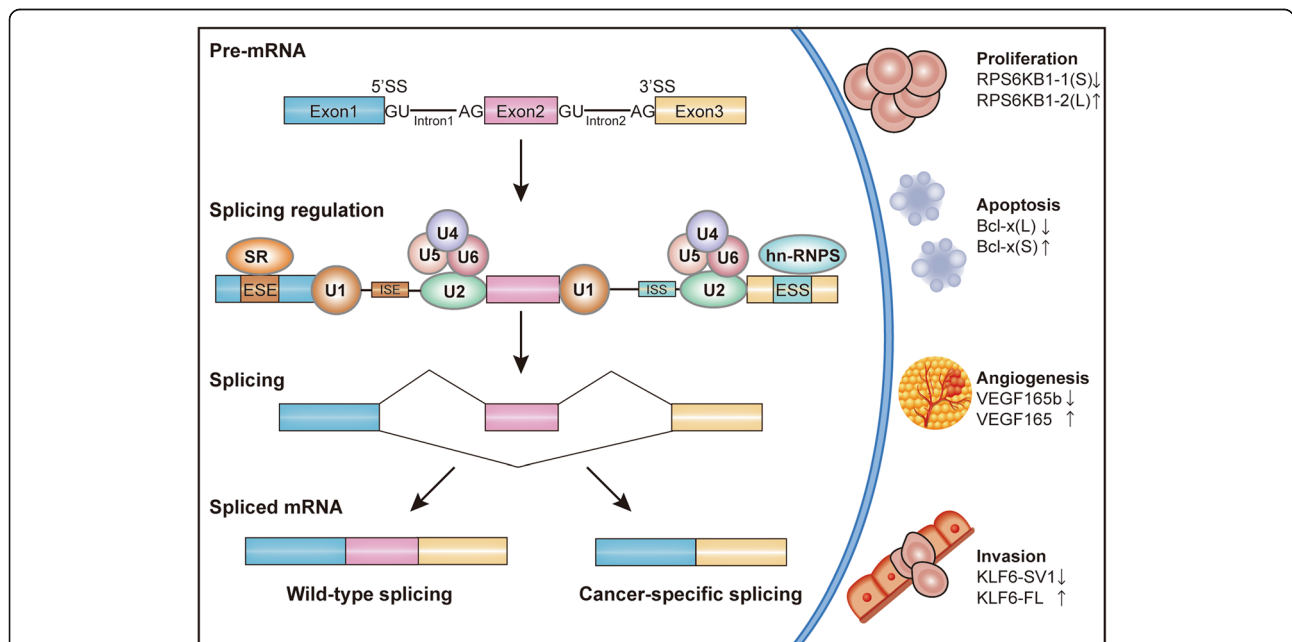 Pre-mRNA
5'SS 3'SS
Exon1 GU Intron1 AG Exon2 GU Intron2 AG Exon3
Splicing regulation
U4 U4
SR U5 U6 U5 U6 hn-RNPS
ESE U1 ISE U2 U1 ISS U2 ESS
Splicing
Spliced mRNA
Wild-type splicing Cancer-specific splicing
Proliferation
RPS6KB1-1(S)↓
RPS6KB1-2(L)↑
Apoptosis
Bcl-x(L) ↓
Bcl-x(S) ↑
Angiogenesis
VEGF165b↓
VEGF165 ↑
Invasion
KLF6-SV1↓
KLF6-FL ↑